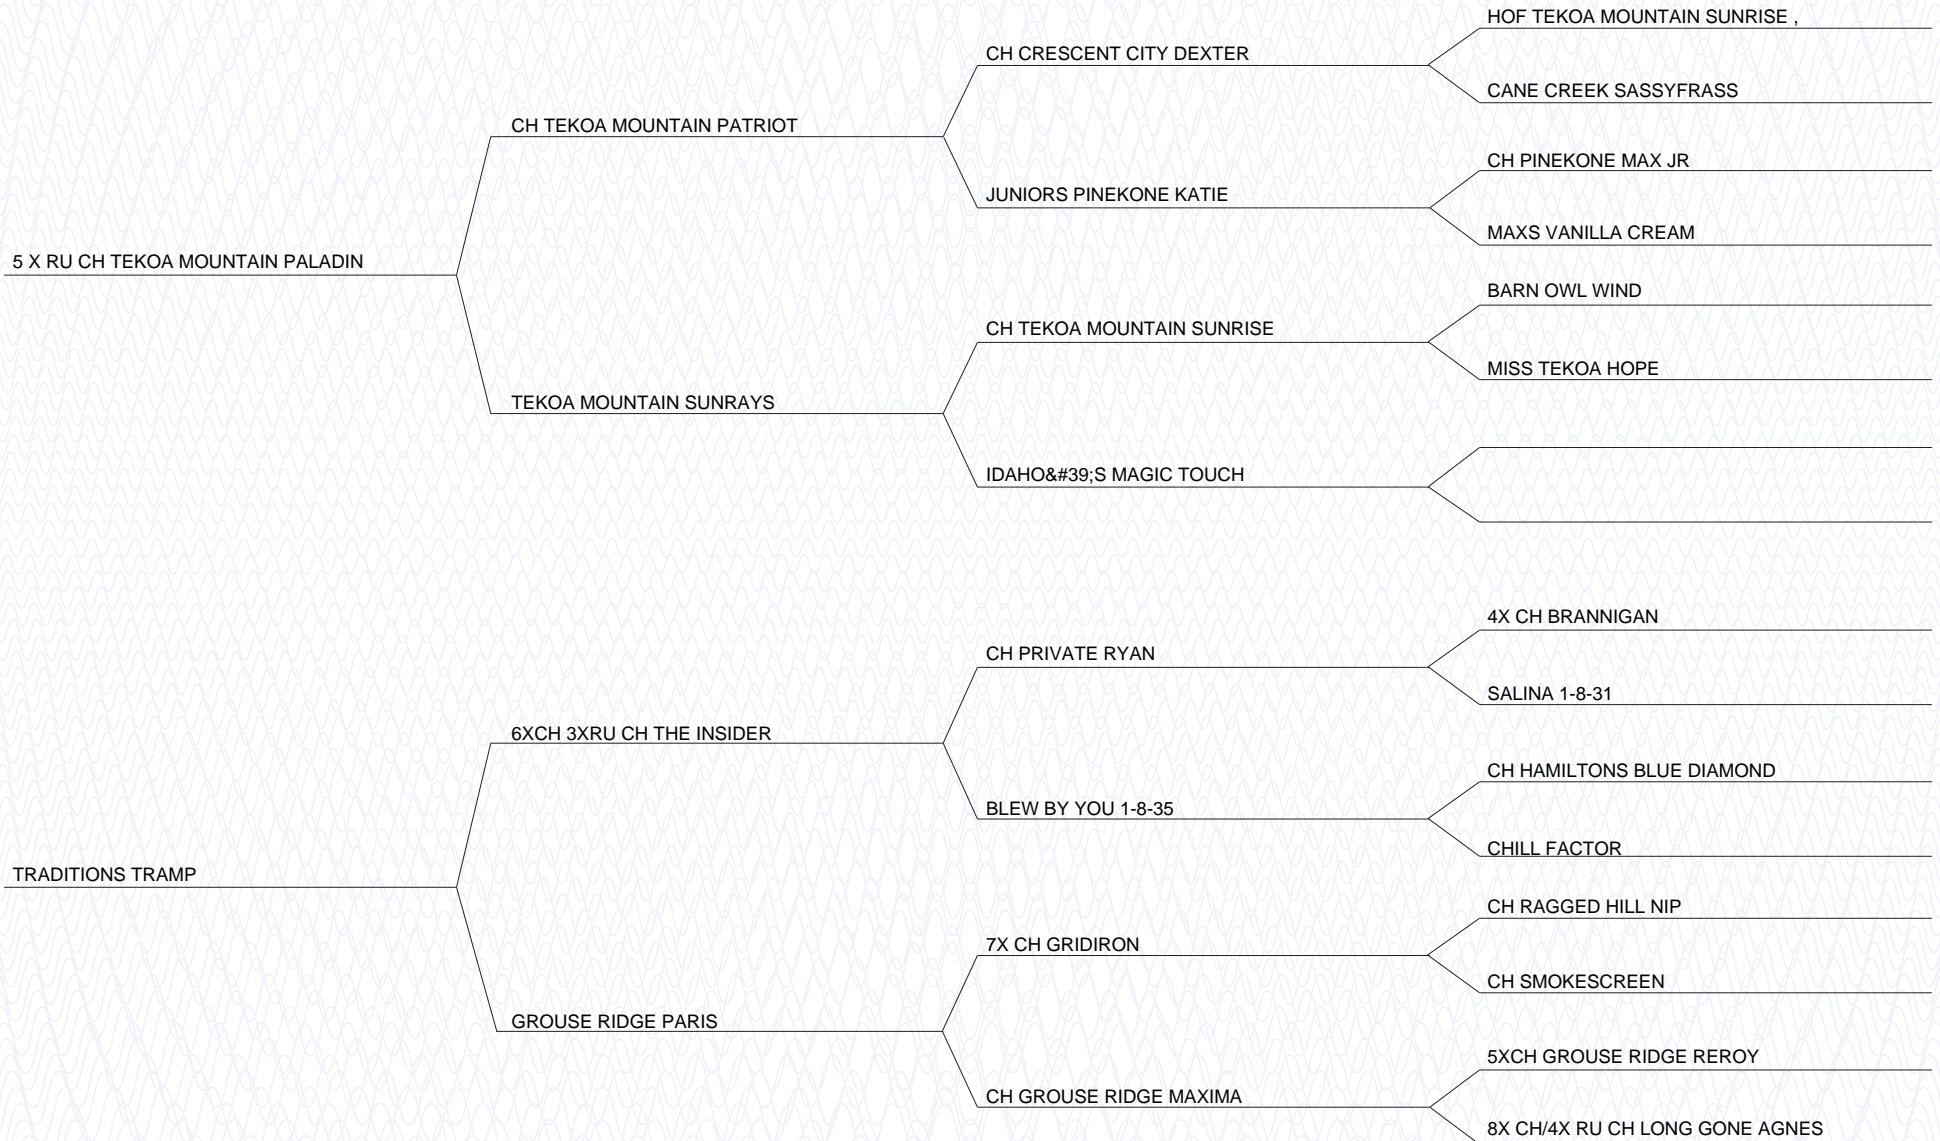 HOF TEKOA MOUNTAIN SUNRISE ,
CH CRESCENT CITY DEXTER
CANE CREEK SASSYFRASS
CH TEKOA MOUNTAIN PATRIOT
CH PINEKONE MAX JR
JUNIORS PINEKONE KATIE
MAXS VANILLA CREAM
5 X RU CH TEKOA MOUNTAIN PALADIN
BARN OWL WIND
CH TEKOA MOUNTAIN SUNRISE
MISS TEKOA HOPE
TEKOA MOUNTAIN SUNRAYS
IDAHO&#39;S MAGIC TOUCH
4X CH BRANNIGAN
CH PRIVATE RYAN
SALINA 1-8-31
6XCH 3XRU CH THE INSIDER
CH HAMILTONS BLUE DIAMOND
BLEW BY YOU 1-8-35
CHILL FACTOR
TRADITIONS TRAMP
CH RAGGED HILL NIP
7X CH GRIDIRON
CH SMOKESCREEN
GROUSE RIDGE PARIS
5XCH GROUSE RIDGE REROY
CH GROUSE RIDGE MAXIMA
8X CH/4X RU CH LONG GONE AGNES